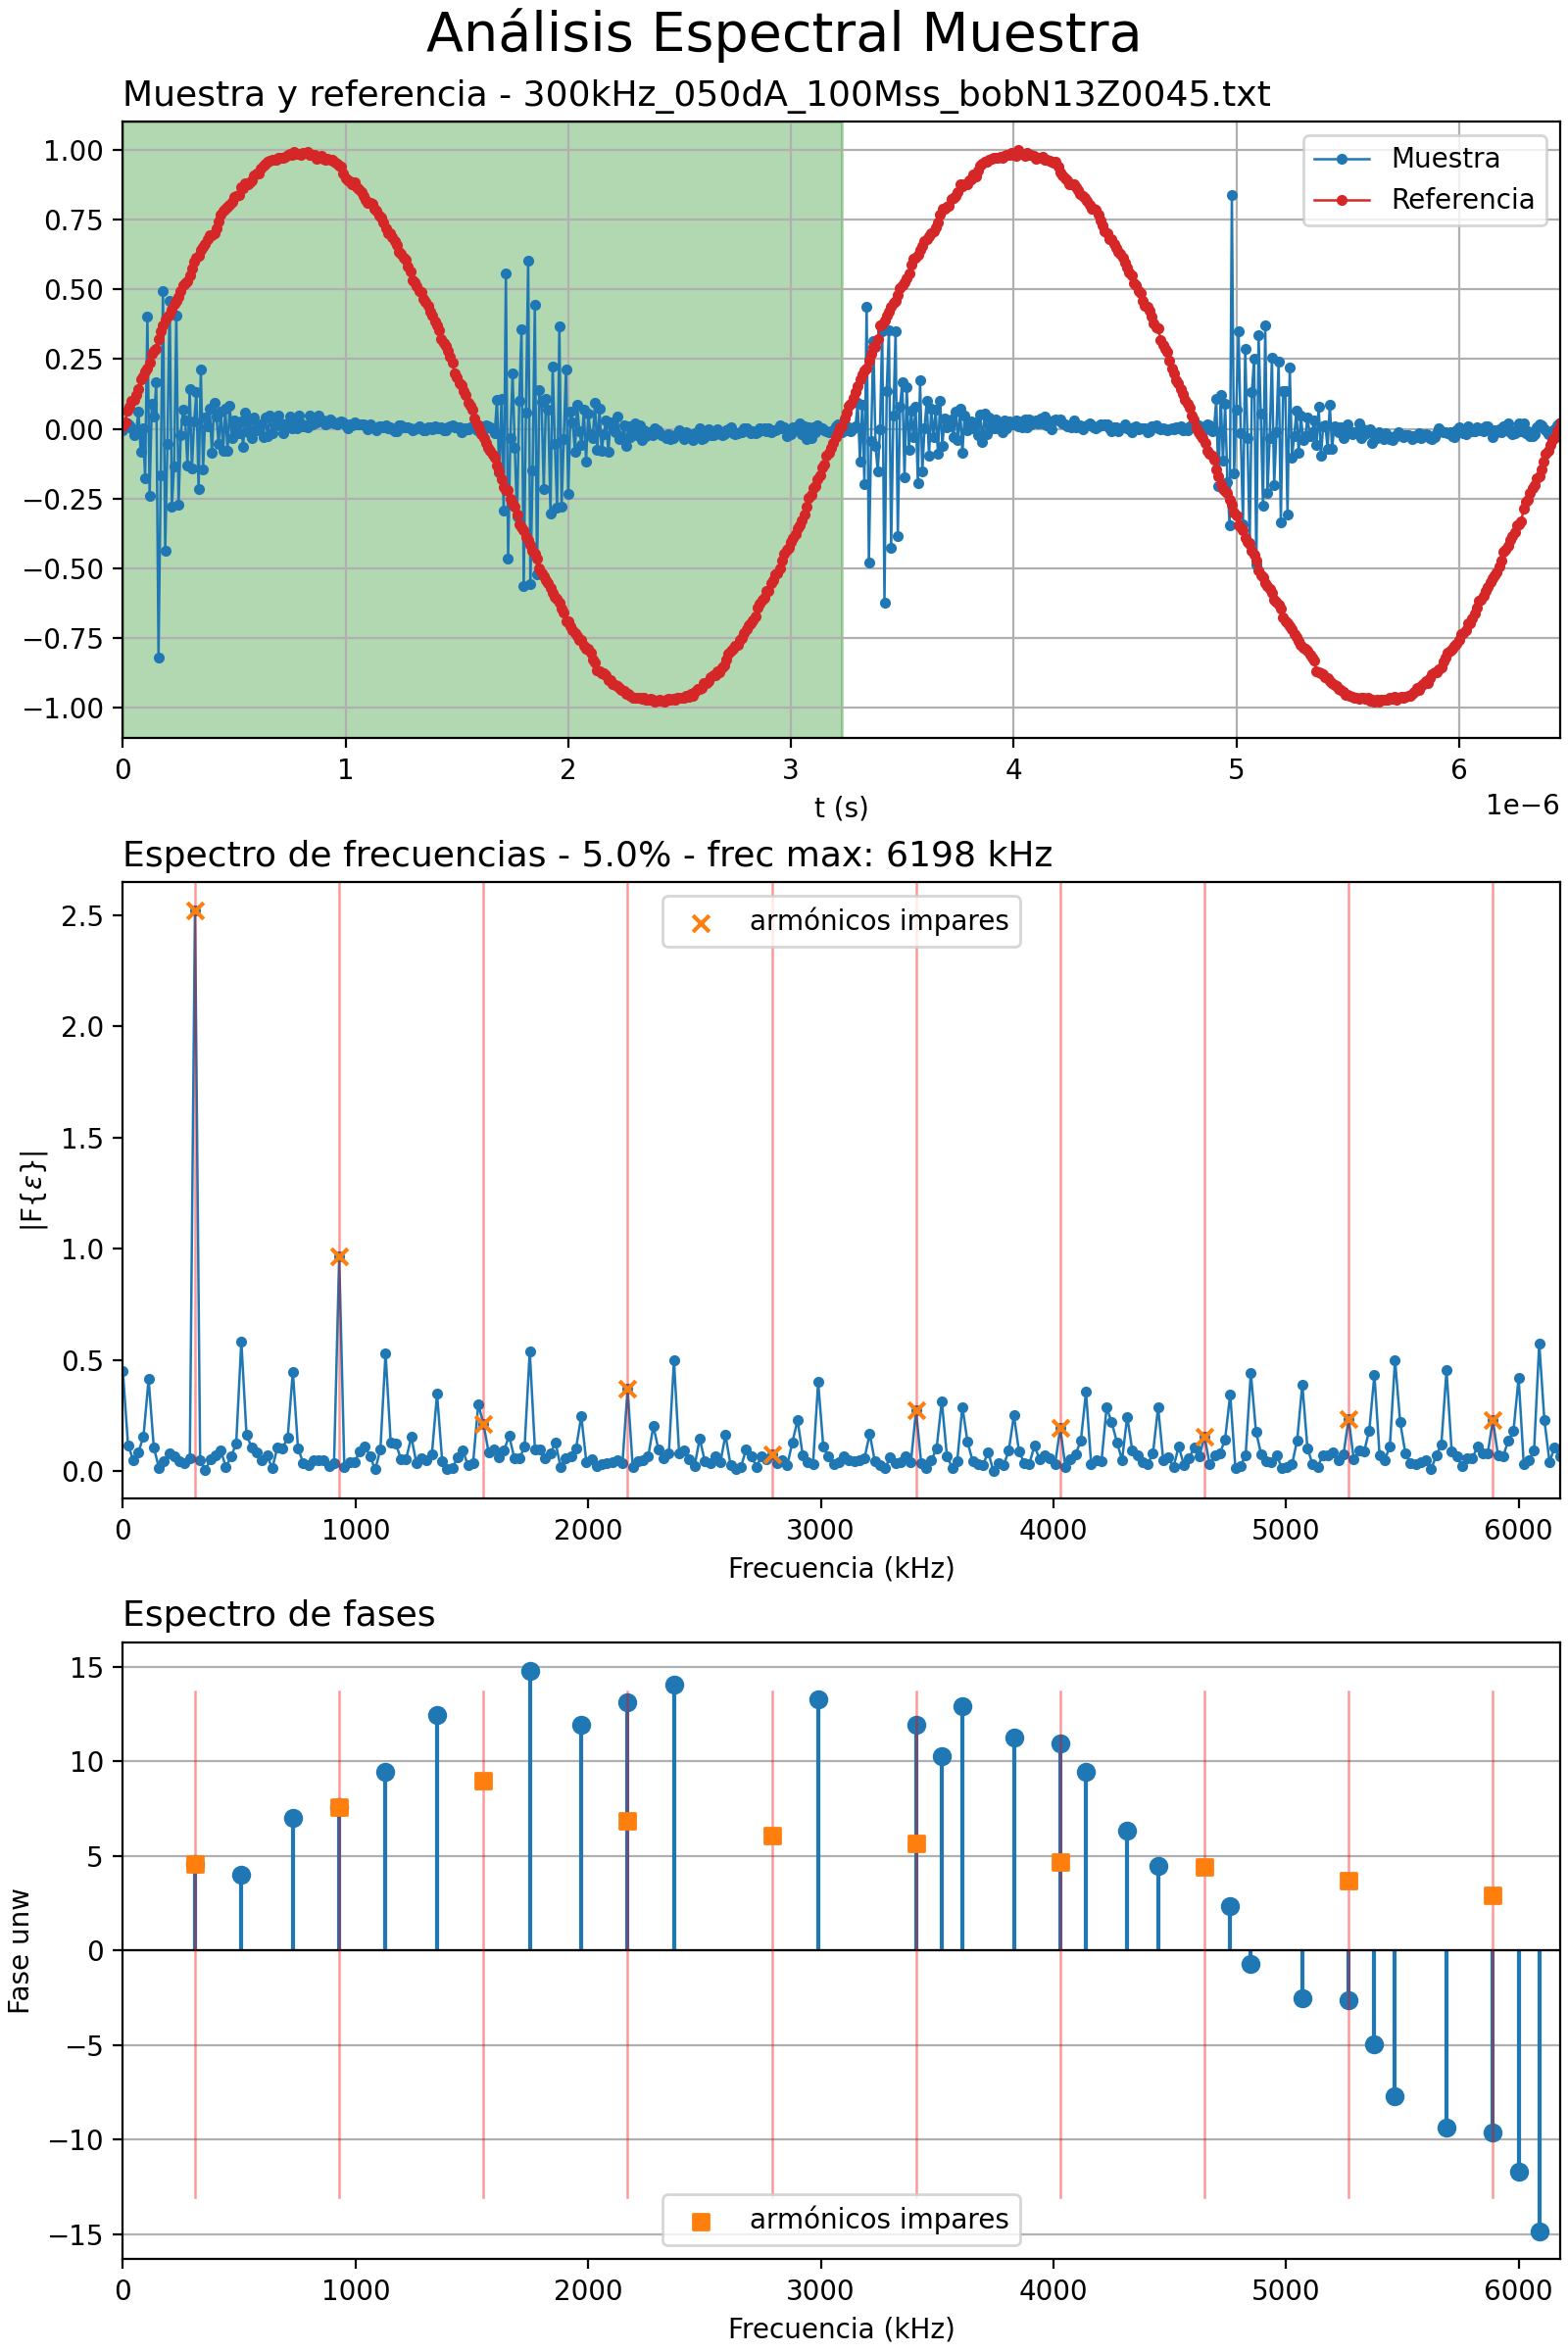 Análisis Espectral Muestra
Muestra y referencia - 300kHz_050dA_100Mss_bobN13Z0045.txt
1.00
0.75
0.50
0.25
0.00
−0.25
−0.50
−0.75
−1.00
Muestra
Referencia
0 1 2 3 4 5 6
t (s)
1e−6
Espectro de frecuencias - 5.0% - frec max: 6198 kHz
2.5
2.0
1.5
1.0
0.5
0.0
|F{ε}|
armónicos impares
0 1000 2000 3000 4000 5000 6000
Frecuencia (kHz)
Espectro de fases
15
10
5
0
−5
−10
−15
Fase unw
armónicos impares
0 1000 2000 3000 4000 5000 6000
Frecuencia (kHz)